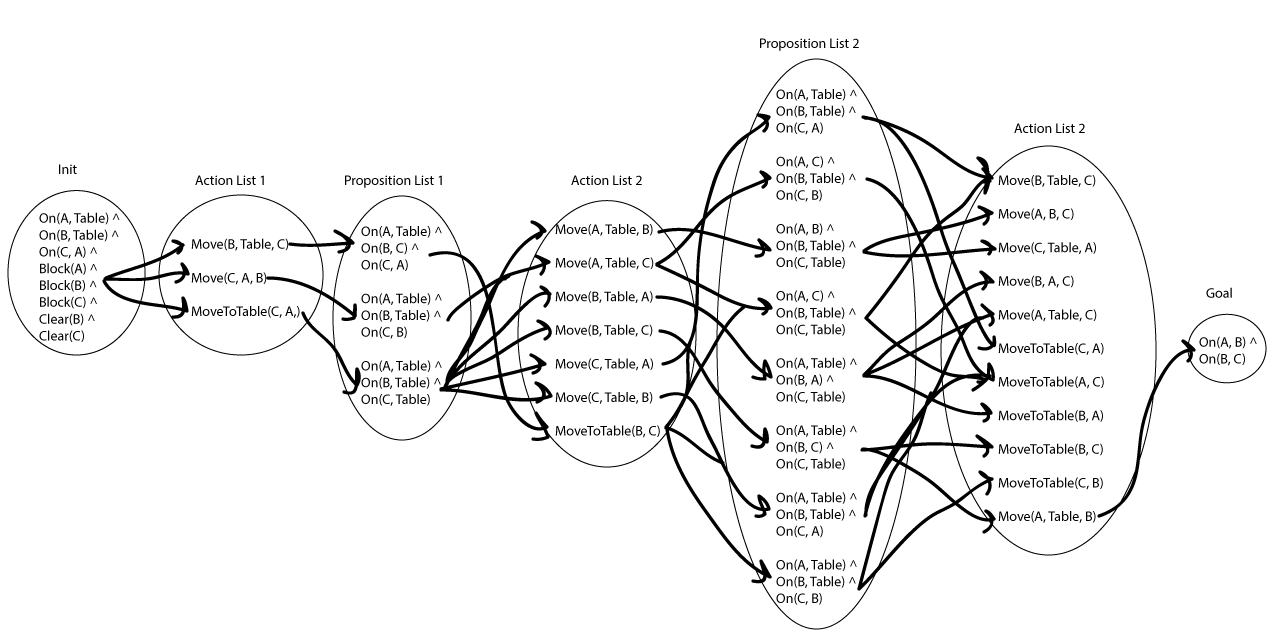 Init
On(A, Table) ^
On(B, Table) ^
On(C, A) ^
Block(A) ^
Block(B) ^
Block(C) ^
Clear(B) ^
Clear(C)
Action List 1
Move(B, Table, C)
Move(C, A, B)
MoveToTable(C, A,)
Proposition List 1
On(A, Table) ^
On(B, C) ^
On(C, A)
On(A, Table) ^
On(B, Table) ^
On(C, B)
On(A, Table) ^
On(B, Table) ^
On(C, Table)
Action List 2
Move(A, Table, B)
Move(A, Table, C)
Move(B, Table, A)
Move(B, Table, C)
Move(C, Table, A)
Move(C, Table, B)
MoveToTable(B, C)
Proposition List 2
On(A, Table) ^
On(B, Table) ^
On(C, A)
On(A, C) ^
On(B, Table) ^
On(C, B)
On(A, B) ^
On(B, Table) ^
On(C, Table)
On(A, C) ^
On(B, Table) ^
On(C, Table)
On(A, Table) ^
On(B, A) ^
On(C, Table)
On(A, Table) ^
On(B, C) ^
On(C, Table)
On(A, Table) ^
On(B, Table) ^
On(C, A)
On(A, Table) ^
On(B, Table) ^
On(C, B)
Action List 2
Move(B, Table, C)
Move(A, B, C)
Move(C, Table, A)
Move(B, A, C)
Move(A, Table, C)
MoveToTable(C, A)
MoveToTable(A, C)
MoveToTable(B, A)
MoveToTable(B, C)
MoveToTable(C, B)
Move(A, Table, B)
Goal
On(A, B) ^
On(B, C)